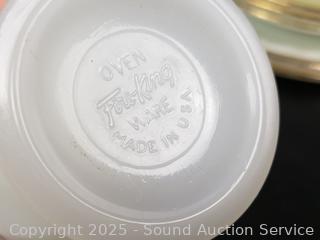 OVEN
Fire-King
WARE
MADE IN U.S.A.
Copyright 2025 - Sound Auction Service